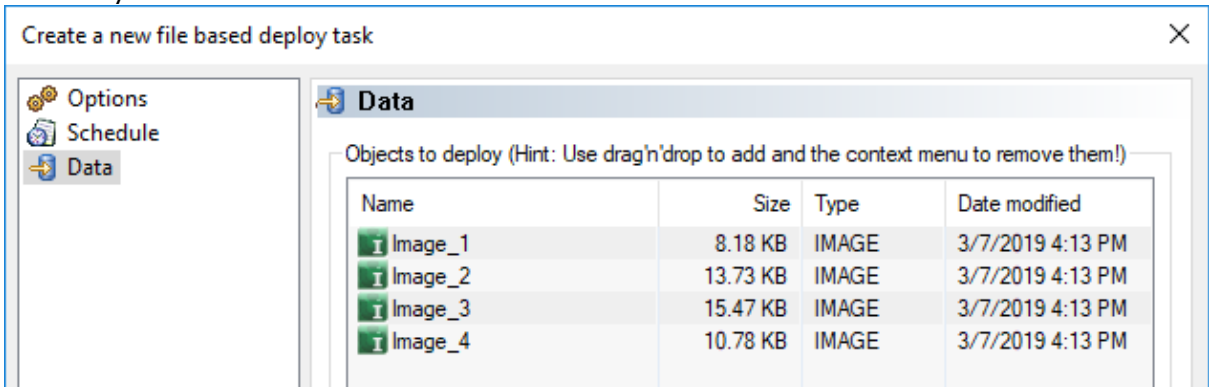 Create a new file based deploy task
Options
Schedule
Data
Data
Objects to deploy (Hint: Use drag'n'drop to add and the context menu to remove them!)
Name Size Type Date modified
Image_1 8.18 KB IMAGE 3/7/2019 4:13 PM
Image_2 13.73 KB IMAGE 3/7/2019 4:13 PM
Image_3 15.47 KB IMAGE 3/7/2019 4:13 PM
Image_4 10.78 KB IMAGE 3/7/2019 4:13 PM